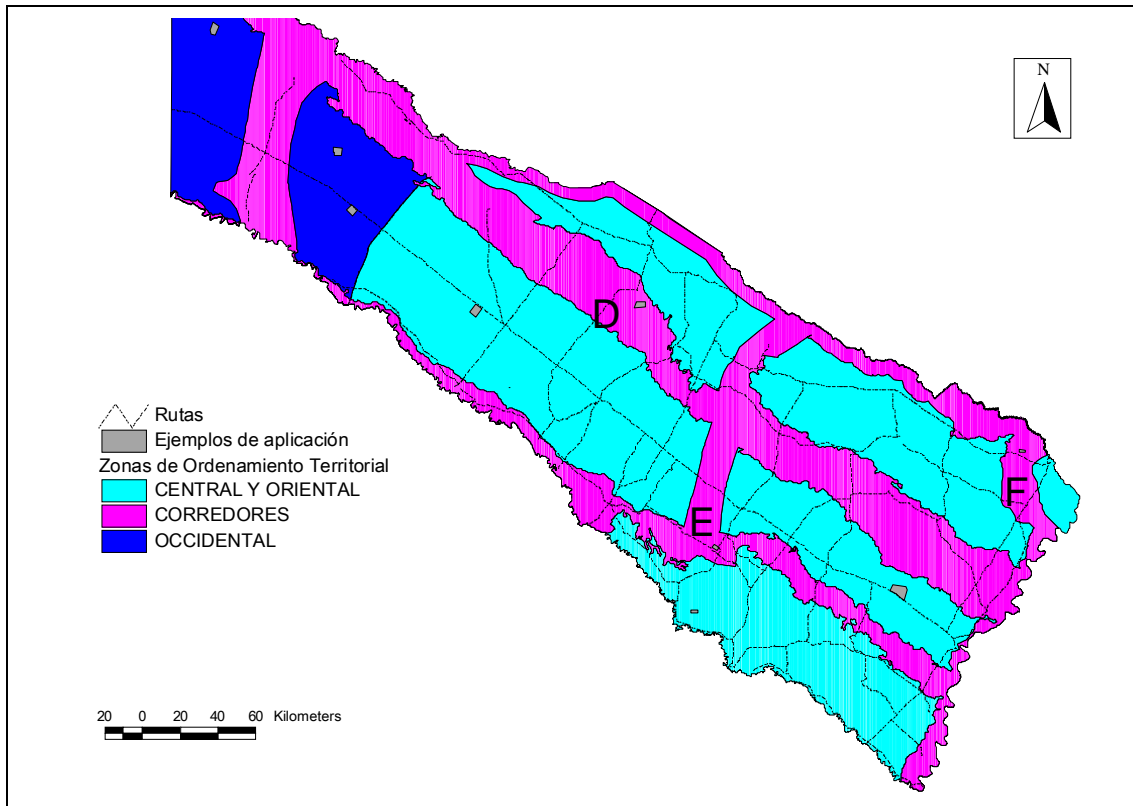 N
D
E
F
Rutas
Ejemplos de aplicación
Zonas de Ordenamiento Territorial
CENTRAL Y ORIENTAL
CORREDORES
OCCIDENTAL
20 0 20 40 60 Kilometers